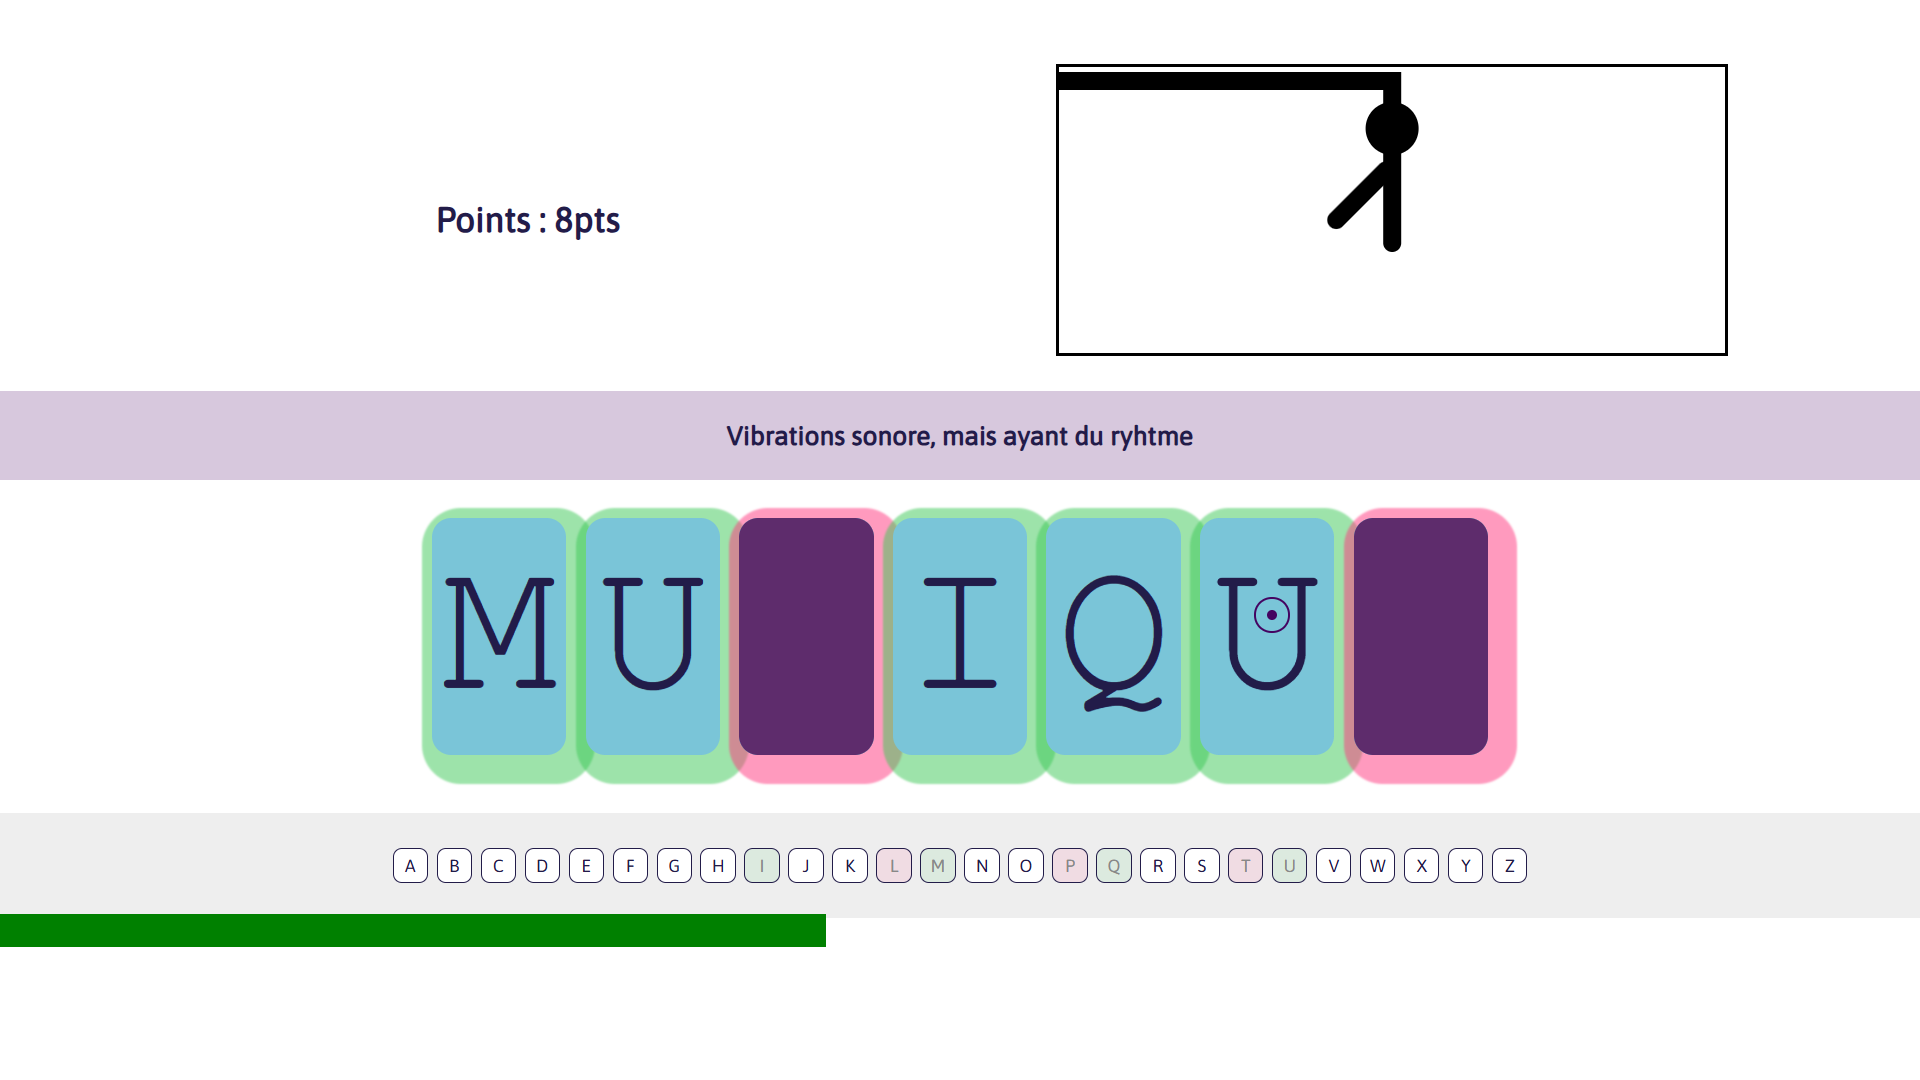 Points : 8pts
Vibrations sonore, mais ayant du ryhtme
M U I Q U
A B C D E F G H I J K L M N O P Q R S T U V W X Y Z